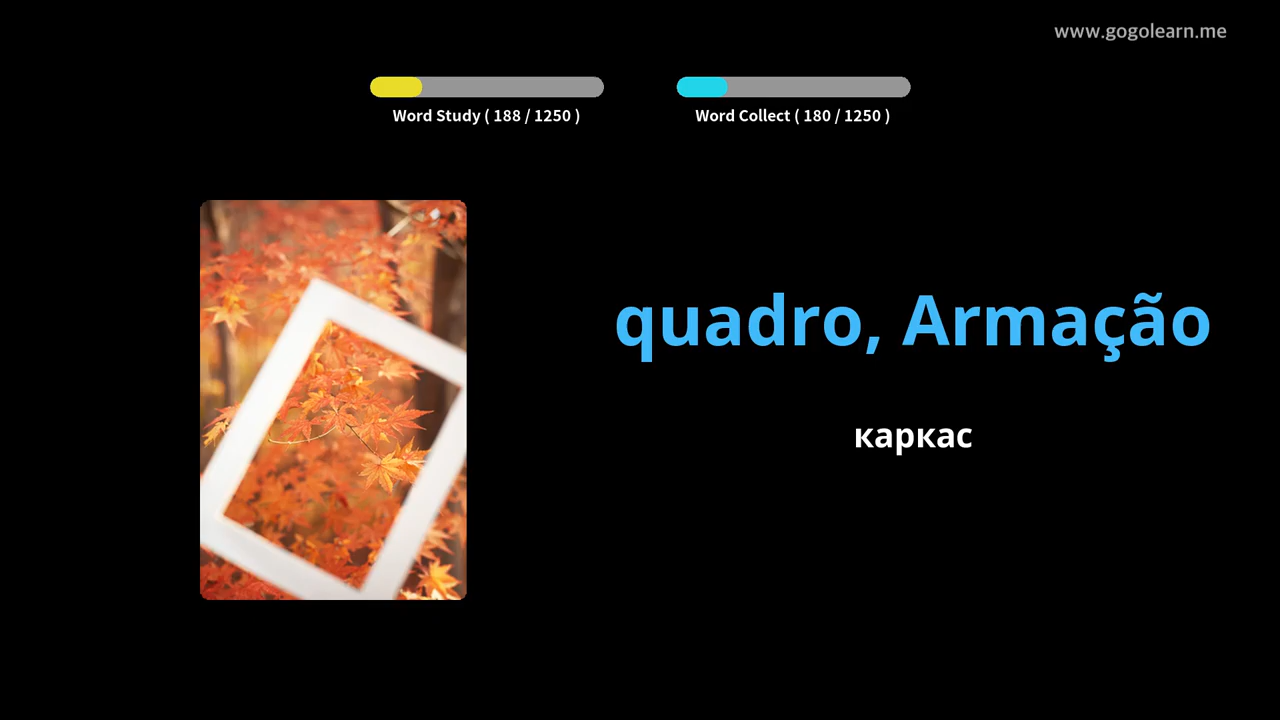 www.gogolearn.me
Word Study ( 188 / 1250 )
Word Collect ( 180 / 1250 )
quadro, Armação
каркас